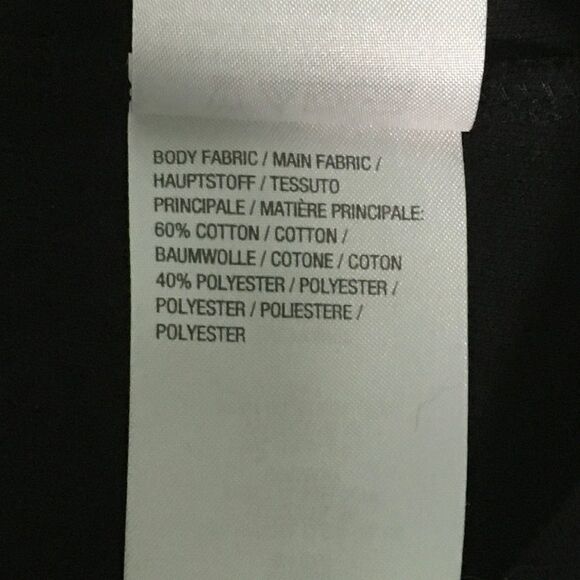 BODY FABRIC / MAIN FABRIC /
HAUPTSTOFF / TESSUTO
PRINCIPALE / MATIÈRE PRINCIPALE:
60% COTTON / COTTON /
BAUMWOLLE / COTONE / COTON
40% POLYESTER / POLYESTER /
POLYESTER / POLIESTERE /
POLYESTER